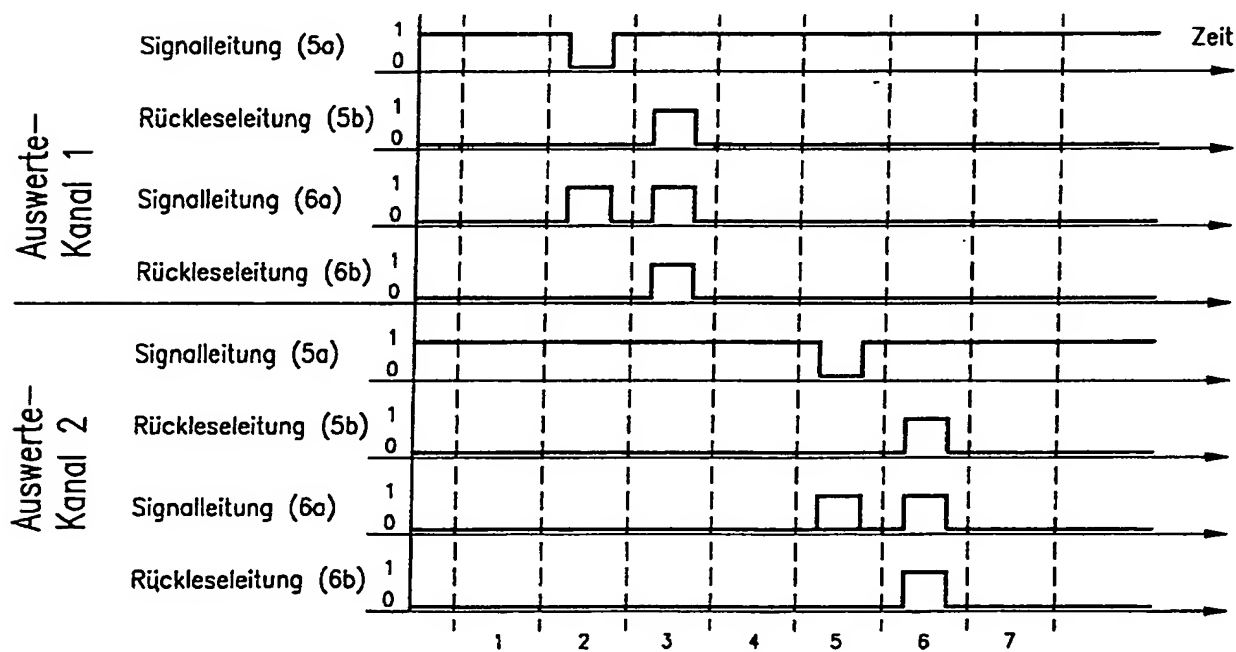 Zeit
Auswerte-
Kanal 1
Signalleitung (5a)
1
0
Rückleseleitung (5b)
1
0
Signalleitung (6a)
1
0
Rückleseleitung (6b)
1
0
Auswerte-
Kanal 2
Signalleitung (5a)
1
0
Rückleseleitung (5b)
1
0
Signalleitung (6a)
1
0
Rückleseleitung (6b)
1
0
1 2 3 4 5 6 7